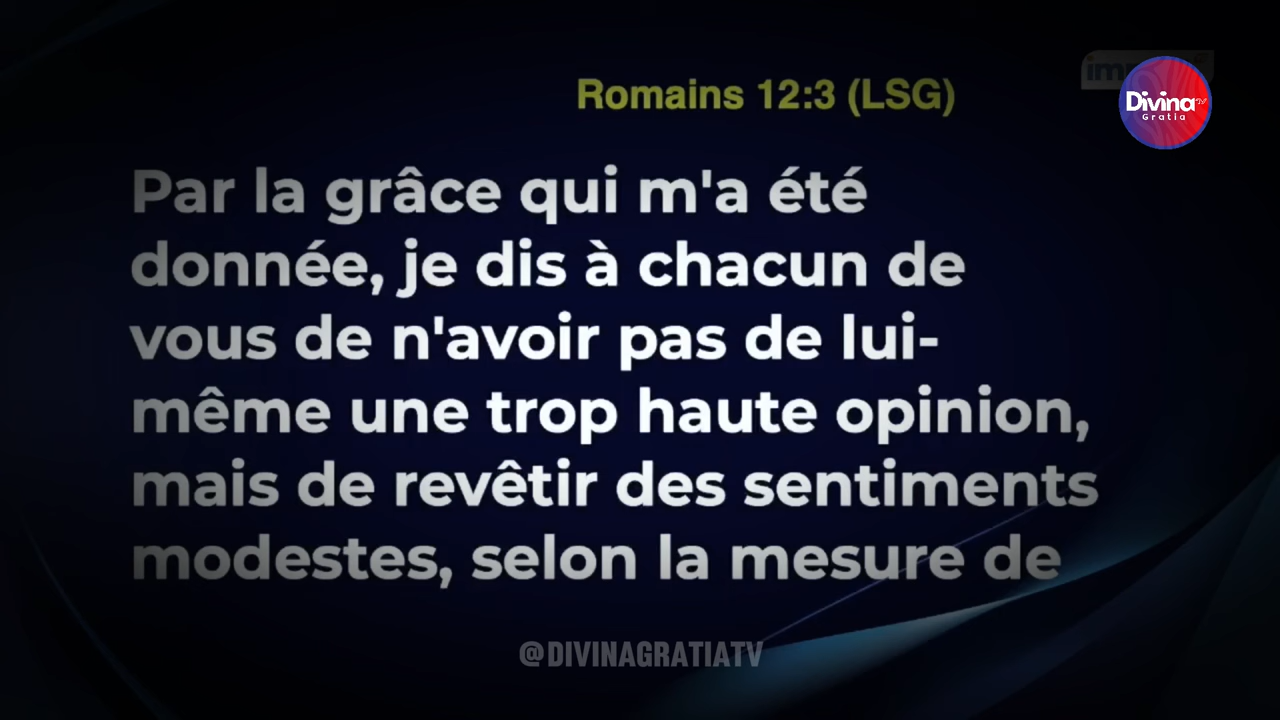 Romains 12:3 (LSG)
Divina TV
Gratia
Par la grâce qui m'a été
donnée, je dis à chacun de
vous de n'avoir pas de lui-
même une trop haute opinion,
mais de revêtir des sentiments
modestes, selon la mesure de
@DIVINAGRATIATV